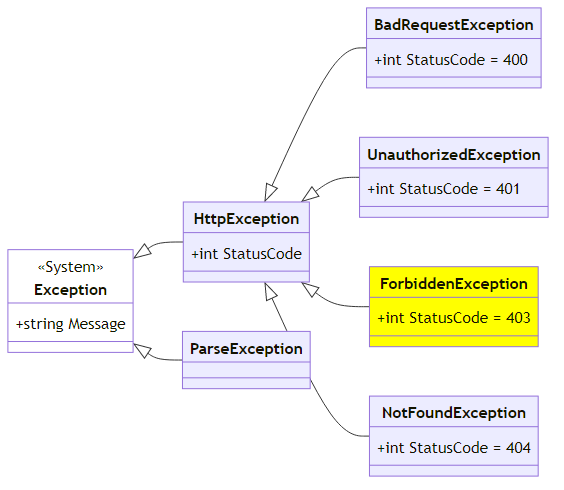 BadRequestException
+int StatusCode = 400
UnauthorizedException
+int StatusCode = 401
HttpException
+int StatusCode
«System»
Exception
+string Message
ForbiddenException
+int StatusCode = 403
ParseException
NotFoundException
+int StatusCode = 404